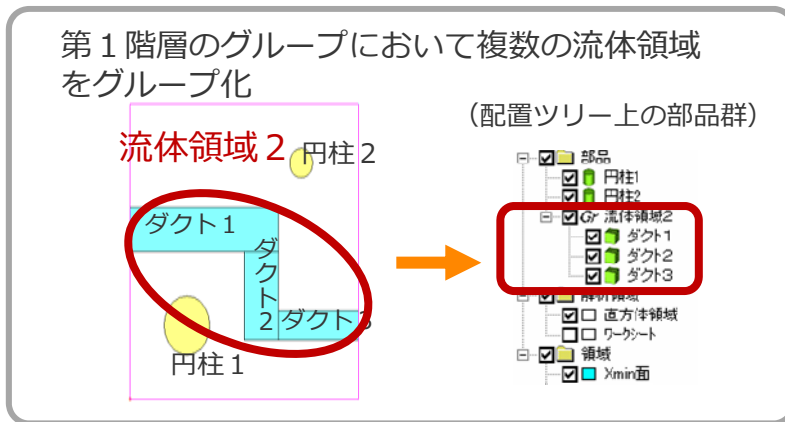 第１階層のグループにおいて複数の流体領域
をグループ化
（配置ツリー上の部品群）
流体領域２
円柱２
ダクト１
ダクト２
ダクト３
円柱１
部品
円柱1
円柱2
Gr 流体領域2
ダクト1
ダクト2
ダクト3
解析領域
直方体領域
ワークシート
領域
Xmin面